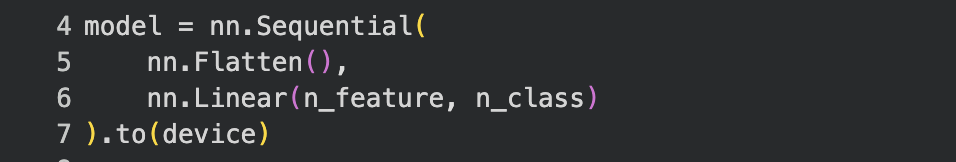 4 model = nn.Sequential(
5     nn.Flatten(),
6     nn.Linear(n_feature, n_class)
7 ).to(device)